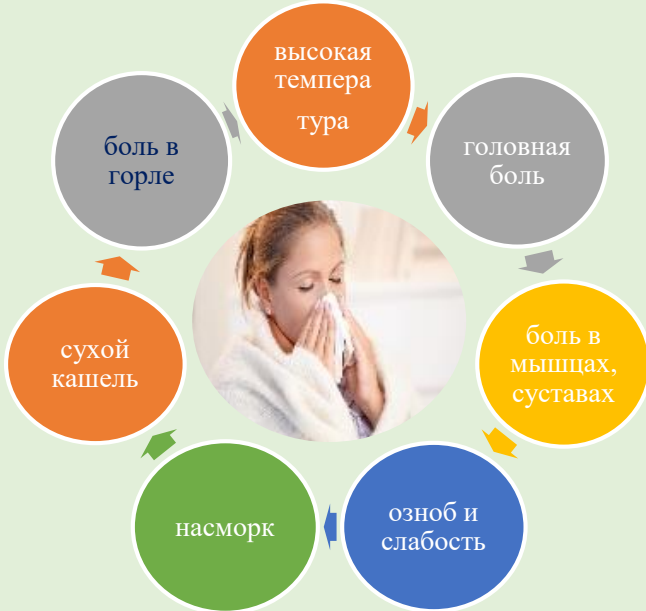 высокая
темпера
тура
головная
боль
боль в
мышцах,
суставах
озноб и
слабость
насморк
сухой
кашель
боль в
горле